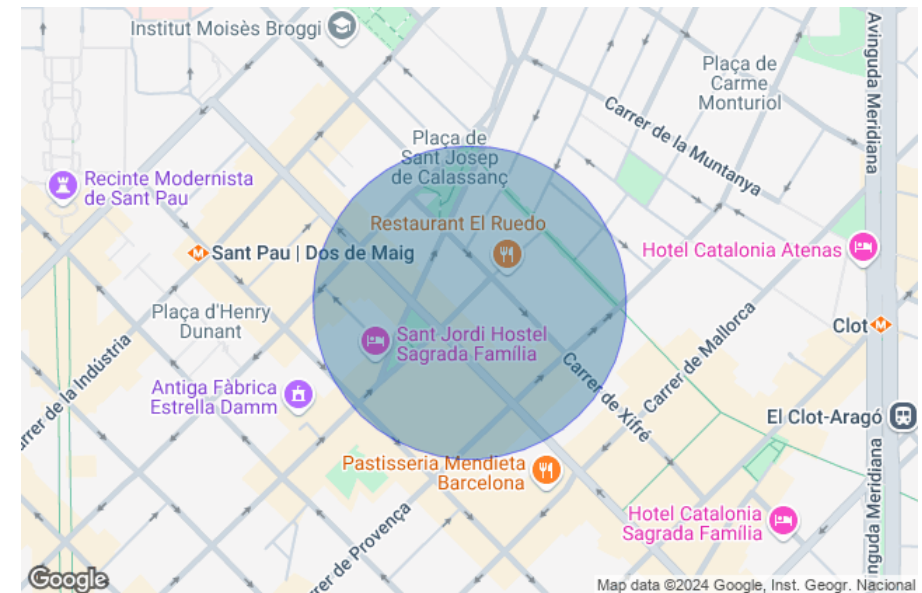 Institut Moisès Broggi
Avinguda Meridiana
Plaça de
Carme
Monturiol
Carrer de la Muntanya
Plaça de
Sant Josep
de Calassanç
Recinte Modernista
de Sant Pau
Restaurant El Ruedo
Sant Pau | Dos de Maig
Hotel Catalonia Atenas
Plaça d'Henry
Dunant
Clot
Sant Jordi Hostel
Sagrada Família
Carrer de Mallorca
arrer de la Indústria
Antiga Fàbrica
Estrella Damm
Carrer de Xifré
El Clot-Aragó
Pastisseria Mendieta
Barcelona
Hotel Catalonia
Sagrada Família
inguda Meridiana
rer de Provença
Google
Map data ©2024 Google, Inst. Geogr. Nacional